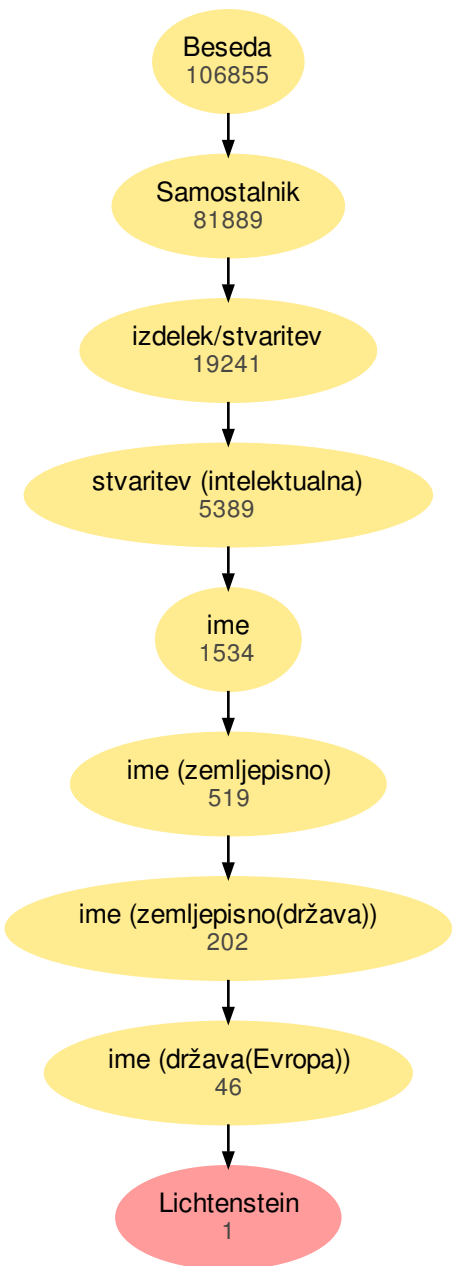 Beseda
106855
Samostalnik
81889
izdelek/stvaritev
19241
stvaritev (intelektualna)
5389
ime
1534
ime (zemljepisno)
519
ime (zemljepisno(država))
202
ime (država(Evropa))
46
Lichtenstein
1